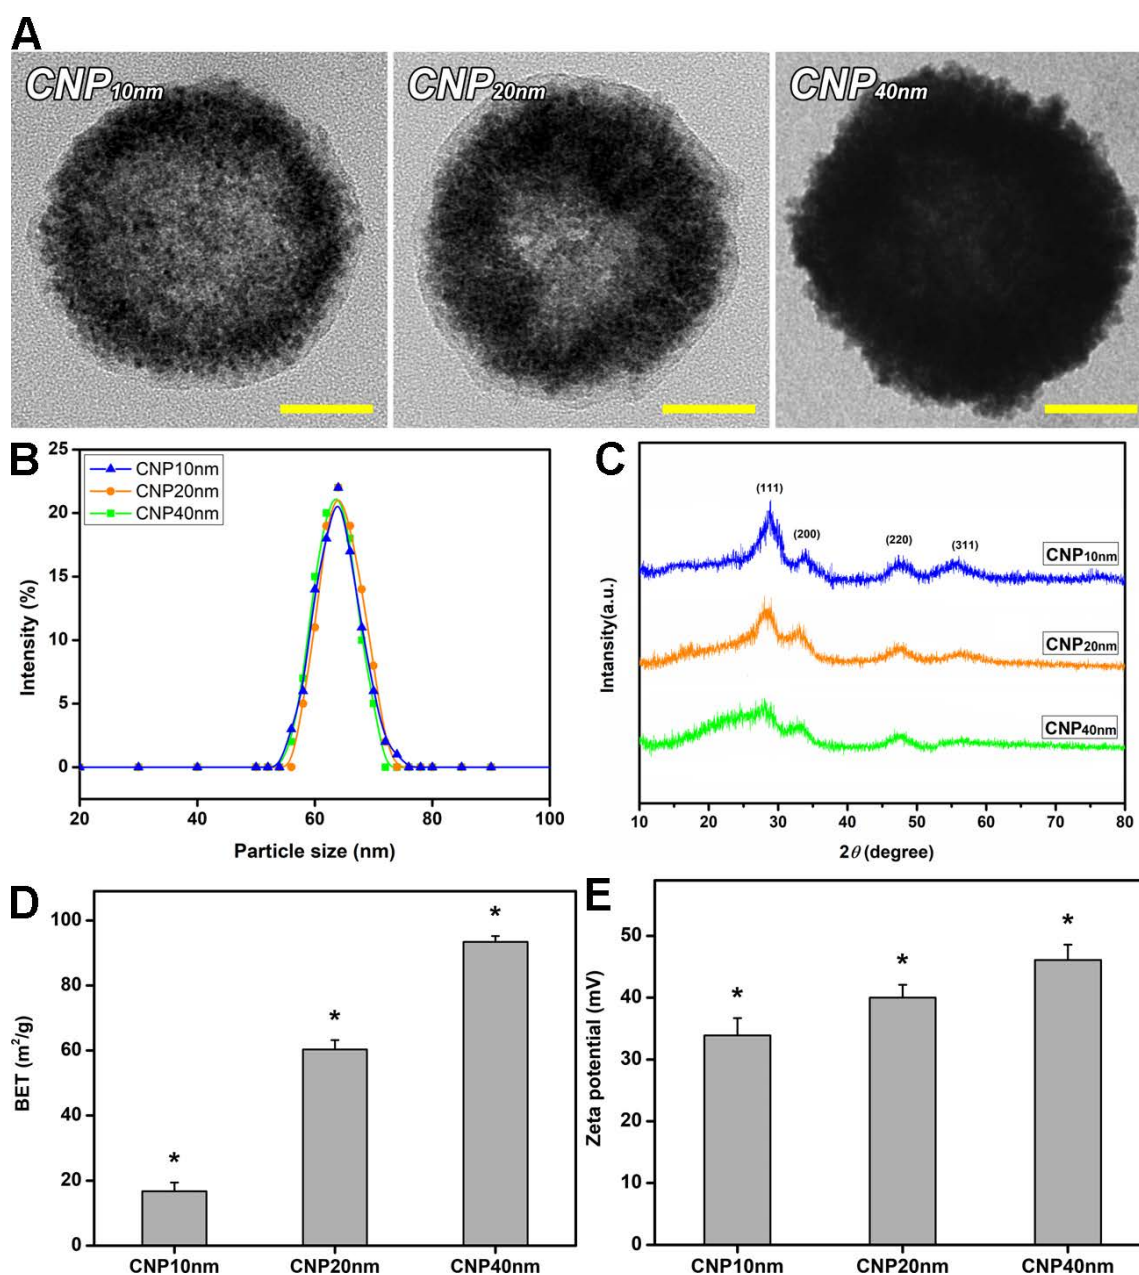 A
CNP10nm
CNP20nm
CNP40nm
B
25
20
15
10
5
0
Intensity (%)
CNP10nm
CNP20nm
CNP40nm
20
40
60
80
100
Particle size (nm)
C
Intansity(a.u.)
(111)
(200)
(220)
(311)
CNP10nm
CNP20nm
CNP40nm
10
20
30
40
50
60
70
80
2θ (degree)
D
100
80
60
40
20
0
BET (m²/g)
*
*
*
CNP10nm
CNP20nm
CNP40nm
E
50
40
30
20
10
0
Zeta potential (mV)
*
*
*
CNP10nm
CNP20nm
CNP40nm